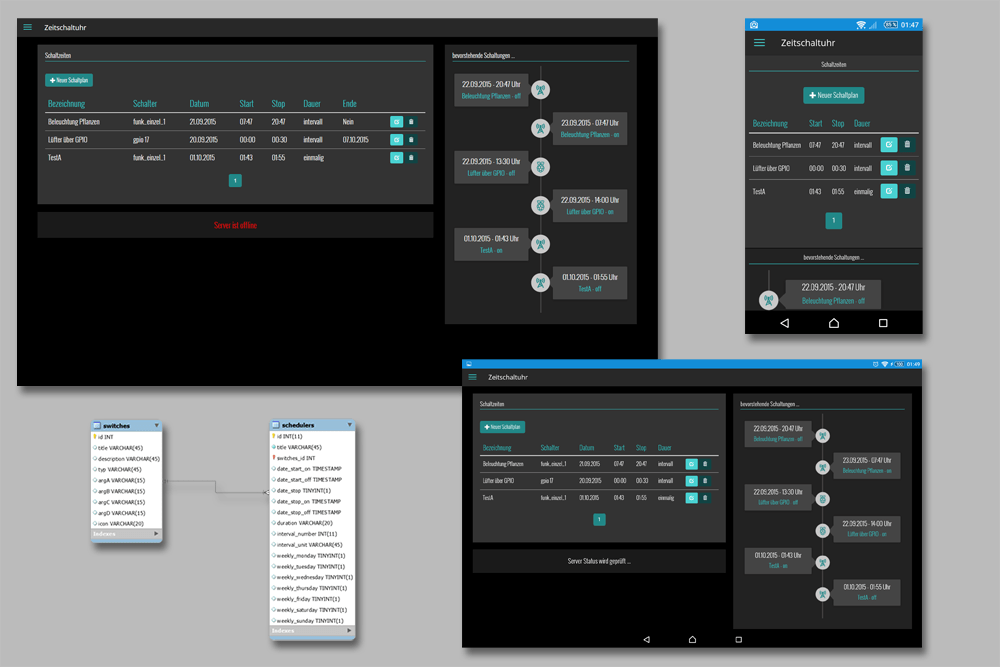 Zeitschaltuhr
Schaltzeiten
Neuer Schaltplan
Bezeichnung Schalter Datum Start Stop Dauer Ende
Beleuchtung Pflanzen funk_einzel_1 21.09.2015 07:47 20:47 intervall Nein
Lüfter über GPIO gpio 17 20.09.2015 00:00 00:30 intervall 07.10.2015
TestA funk_einzel_1 01.10.2015 01:43 01:55 einmalig
1
Server ist offline
bevorstehende Schaltungen ...
22.09.2015 - 20:47 Uhr
Beleuchtung Pflanzen - off
23.09.2015 - 07:47 Uhr
Beleuchtung Pflanzen - on
22.09.2015 - 13:30 Uhr
Lüfter über GPIO - off
22.09.2015 - 14:00 Uhr
Lüfter über GPIO - on
01.10.2015 - 01:43 Uhr
TestA - on
01.10.2015 - 01:55 Uhr
TestA - off
01:47
Zeitschaltuhr
Schaltzeiten
Neuer Schaltplan
Bezeichnung Start Stop Dauer
Beleuchtung Pflanzen 07:47 20:47 intervall
Lüfter über GPIO 00:00 00:30 intervall
TestA 01:43 01:55 einmalig
1
bevorstehende Schaltungen ...
22.09.2015 - 20:47 Uhr
Beleuchtung Pflanzen - off
switches
id INT
title VARCHAR(45)
description VARCHAR(45)
typ VARCHAR(45)
argA VARCHAR(15)
argB VARCHAR(15)
argC VARCHAR(15)
argD VARCHAR(15)
icon VARCHAR(20)
Indexes
schedulers
id INT(11)
title VARCHAR(45)
switches_id INT
date_start_on TIMESTAMP
date_start_off TIMESTAMP
date_stop TINYINT(1)
date_stop_on TIMESTAMP
date_stop_off TIMESTAMP
duration VARCHAR(20)
interval_number INT(11)
interval_unit VARCHAR(45)
weekly_monday TINYINT(1)
weekly_tuesday TINYINT(1)
weekly_wednesday TINYINT(1)
weekly_thursday TINYINT(1)
weekly_friday TINYINT(1)
weekly_saturday TINYINT(1)
weekly_sunday TINYINT(1)
Indexes
01:49
Zeitschaltuhr
Schaltzeiten
Neuer Schaltplan
Bezeichnung Schalter Datum Start Stop Dauer
Beleuchtung Pflanzen funk_einzel_1 21.09.2015 07:47 20:47 intervall
Lüfter über GPIO gpio 17 20.09.2015 00:00 00:30 intervall
TestA funk_einzel_1 01.10.2015 01:43 01:55 einmalig
1
Server Status wird geprüft ...
bevorstehende Schaltungen ...
22.09.2015 - 20:47 Uhr
Beleuchtung Pflanzen - off
23.09.2015 - 07:47 Uhr
Beleuchtung Pflanzen - on
22.09.2015 - 13:30 Uhr
Lüfter über GPIO - off
22.09.2015 - 14:00 Uhr
Lüfter über GPIO - on
01.10.2015 - 01:43 Uhr
TestA - on
01.10.2015 - 01:55 Uhr
TestA - off